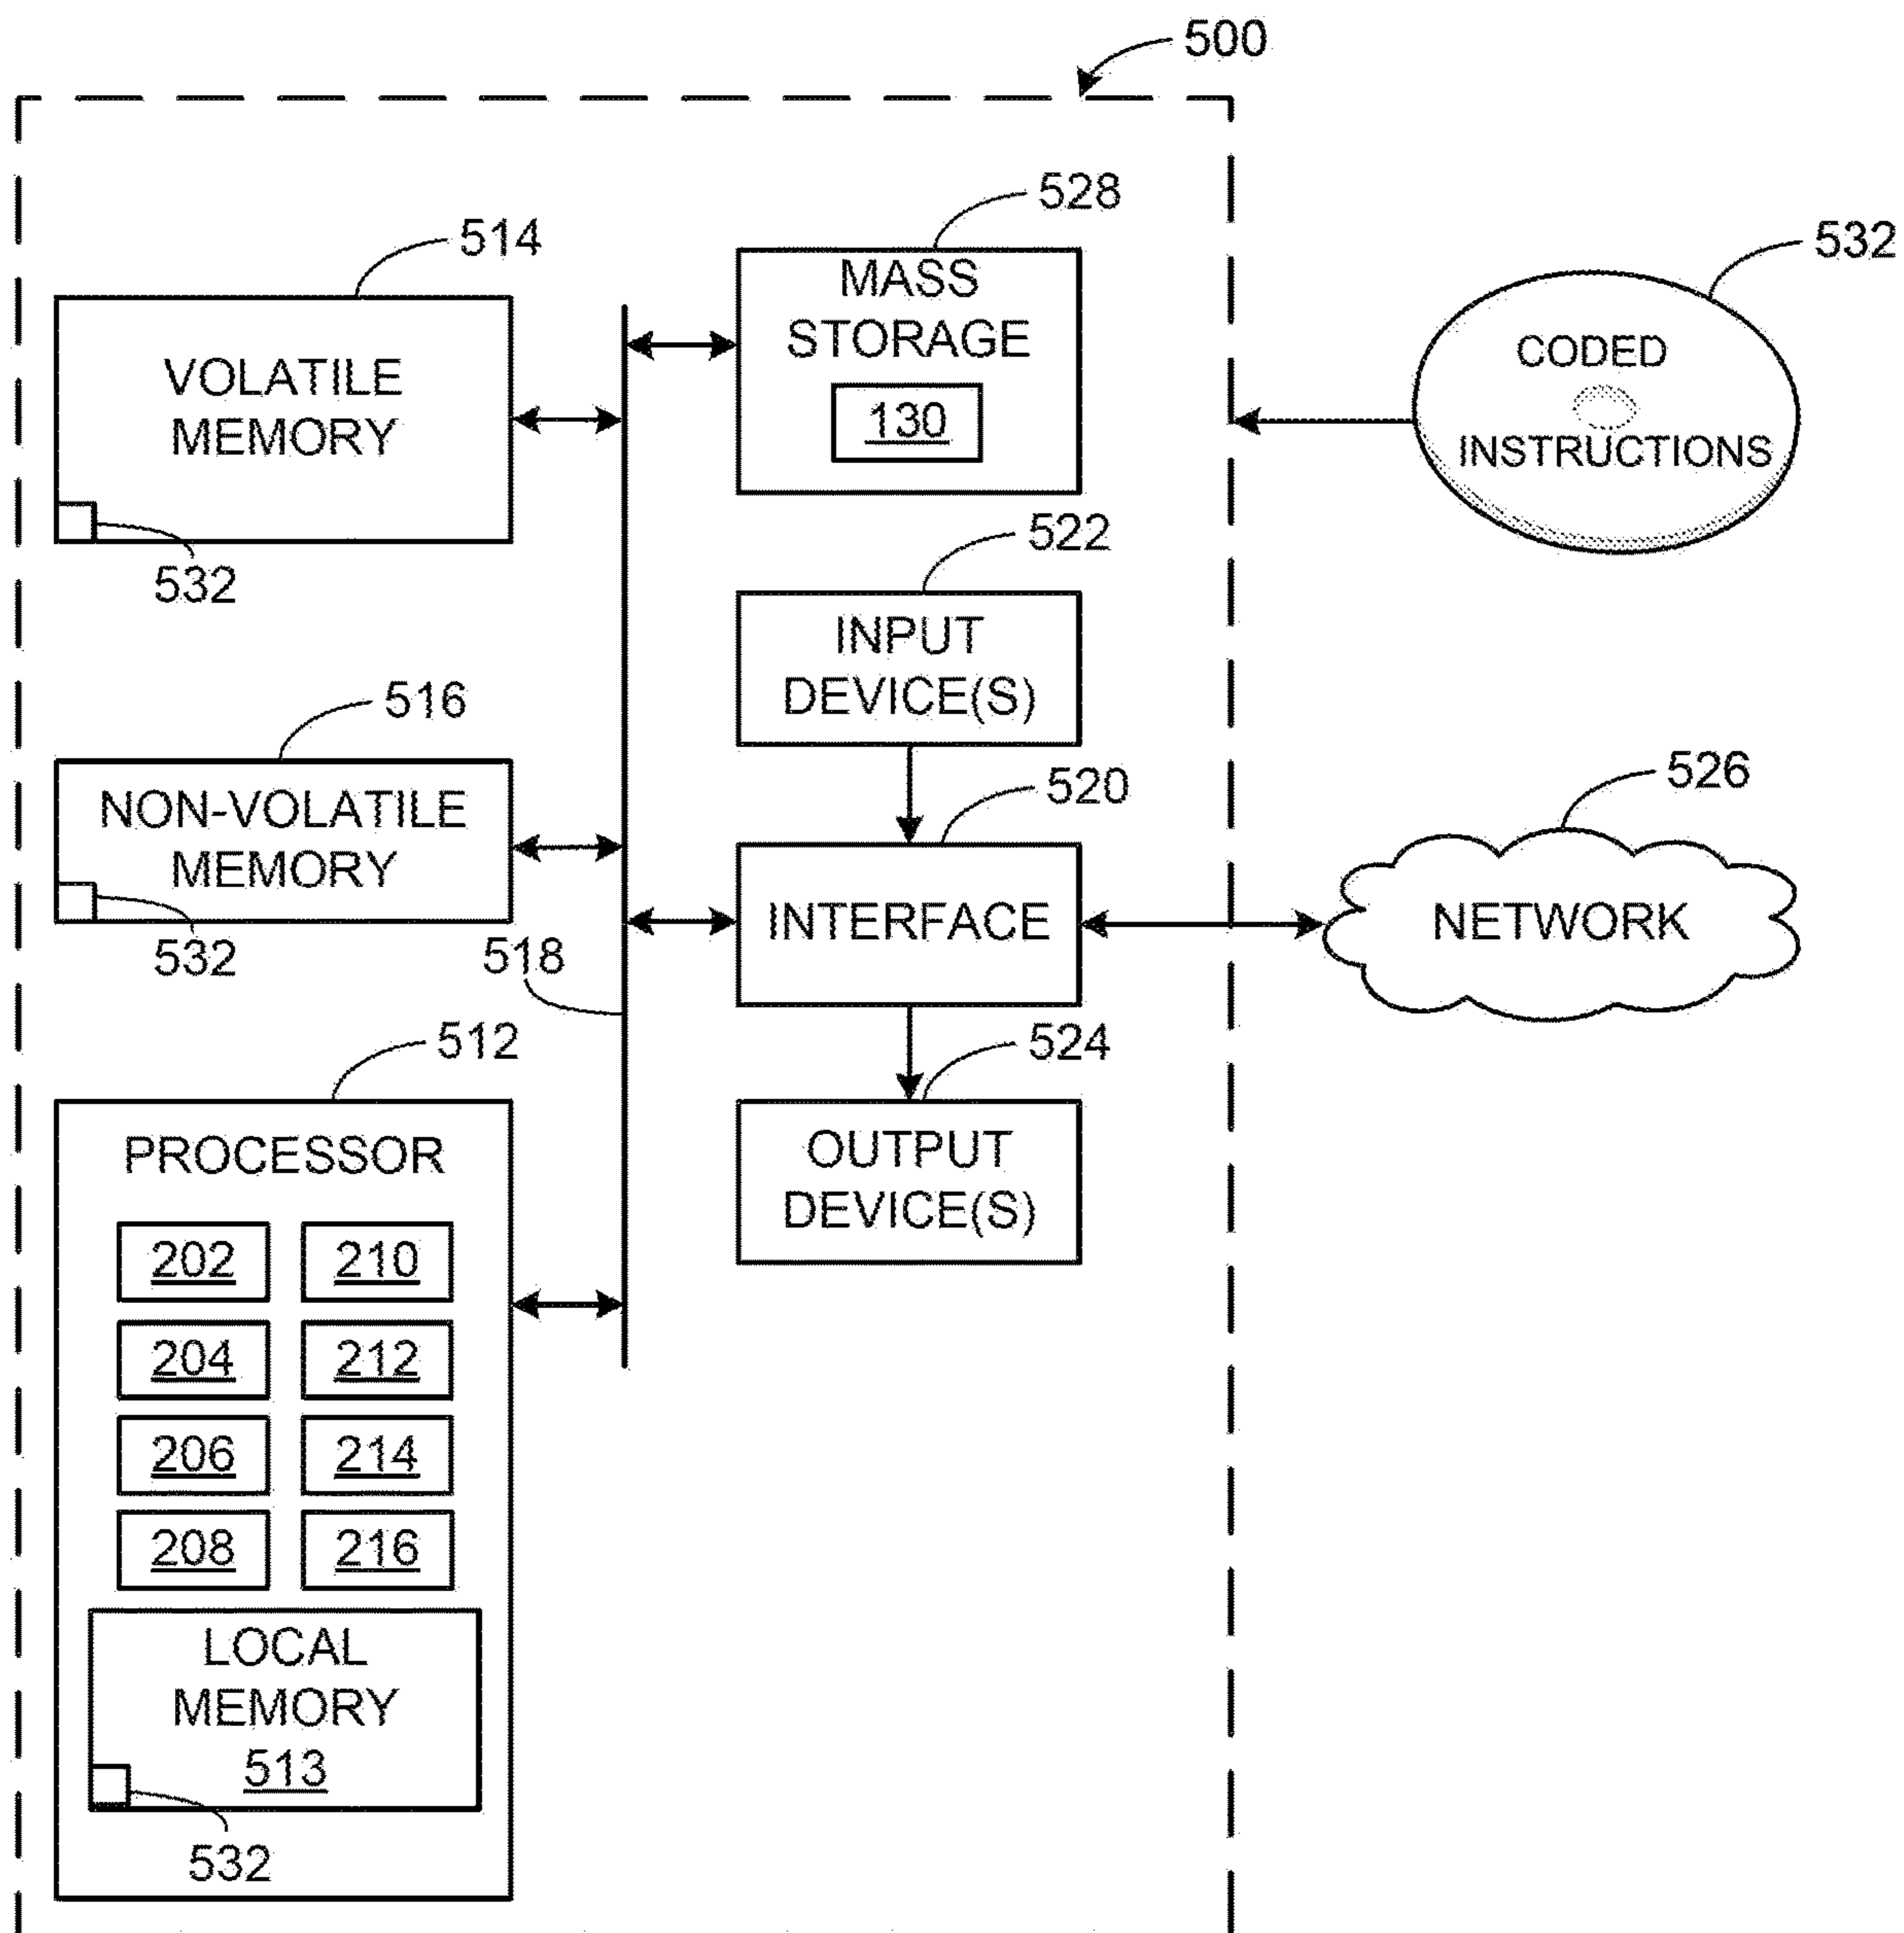 500
528
MASS
STORAGE
130
514
VOLATILE
MEMORY
532
532
CODED
INSTRUCTIONS
522
INPUT
DEVICE(S)
516
NON-VOLATILE
MEMORY
532
518
520
INTERFACE
526
NETWORK
512
PROCESSOR
202
210
204
212
206
214
208
216
LOCAL
MEMORY
513
532
524
OUTPUT
DEVICE(S)